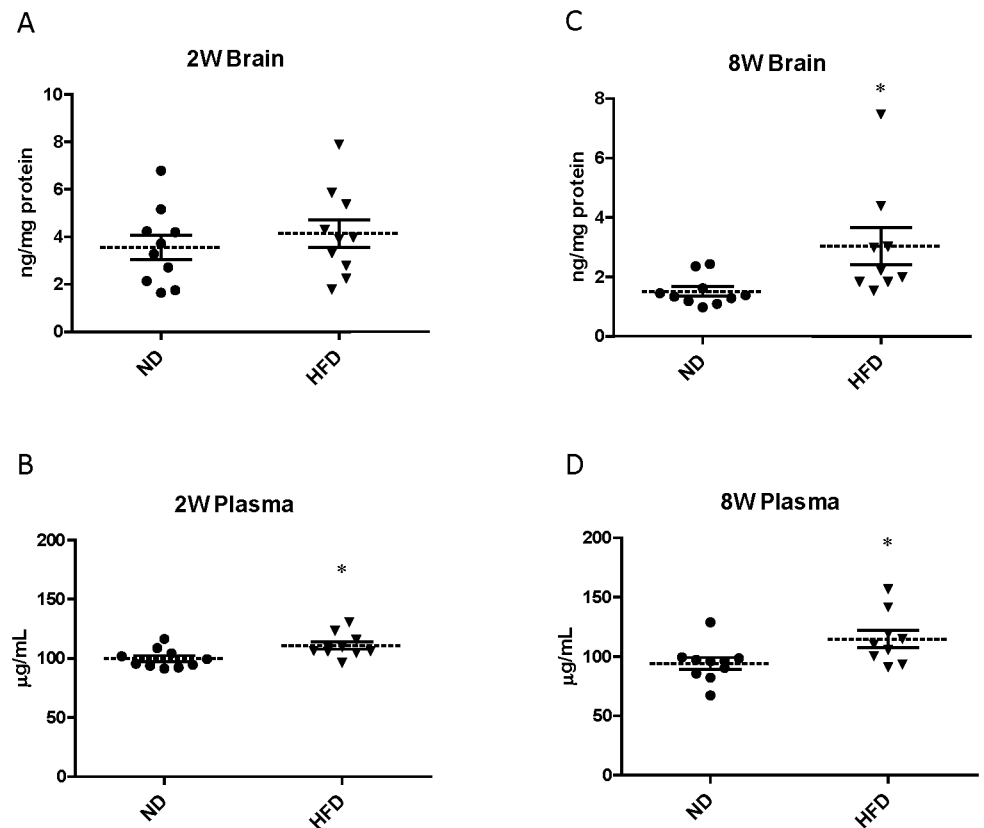 A
2W Brain
ng/mg protein
10
8
6
4
2
0
ND
HFD
C
8W Brain
*
ng/mg protein
8
6
4
2
0
ND
HFD
B
2W Plasma
*
µg/mL
200
150
100
50
0
ND
HFD
D
8W Plasma
*
µg/mL
200
150
100
50
0
ND
HFD